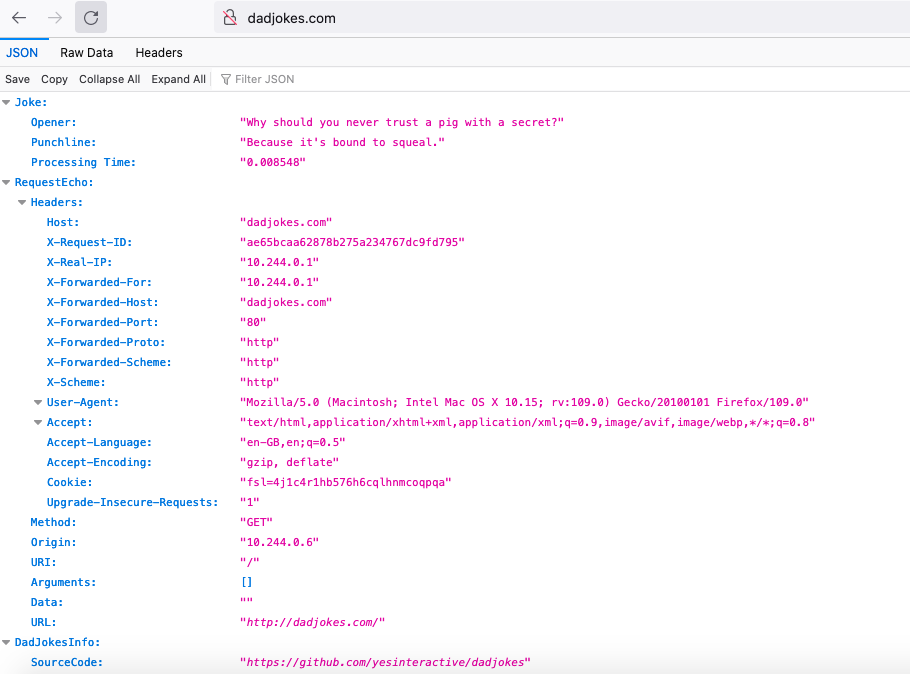 dadjokes.com
JSON Raw Data Headers
Save Copy Collapse All Expand All Filter JSON
Joke:
Opener: "Why should you never trust a pig with a secret?"
Punchline: "Because it's bound to squeal."
Processing Time: "0.008548"
RequestEcho:
Headers:
Host: "dadjokes.com"
X-Request-ID: "ae65bcaa62878b275a234767dc9fd795"
X-Real-IP: "10.244.0.1"
X-Forwarded-For: "10.244.0.1"
X-Forwarded-Host: "dadjokes.com"
X-Forwarded-Port: "80"
X-Forwarded-Proto: "http"
X-Forwarded-Scheme: "http"
X-Scheme: "http"
User-Agent: "Mozilla/5.0 (Macintosh; Intel Mac OS X 10.15; rv:109.0) Gecko/20100101 Firefox/109.0"
Accept: "text/html,application/xhtml+xml,application/xml;q=0.9,image/avif,image/webp,*/*;q=0.8"
Accept-Language: "en-GB,en;q=0.5"
Accept-Encoding: "gzip, deflate"
Cookie: "fsl=4j1c4r1hb576h6cqlhnmcoqpqa"
Upgrade-Insecure-Requests: "1"
Method: "GET"
Origin: "10.244.0.6"
URI: "/"
Arguments: []
Data: ""
URL: "http://dadjokes.com/"
DadJokesInfo:
SourceCode: "https://github.com/yesinteractive/dadjokes"